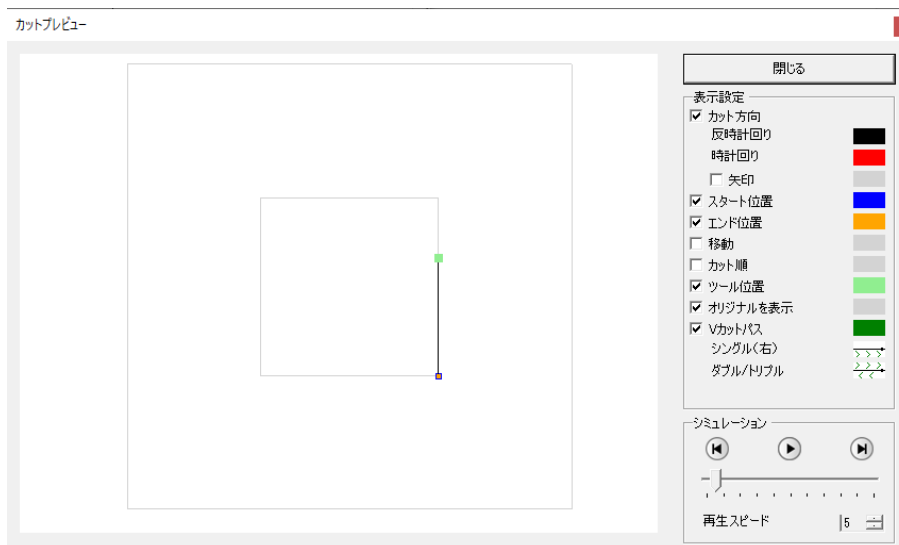 カットプレビュー
閉じる
表示設定
カット方向
反時計回り
時計回り
矢印
スタート位置
エンド位置
移動
カット順
ツール位置
オリジナルを表示
Vカットパス
シングル(右)
ダブル/トリプル
シミュレーション
再生スピード 5